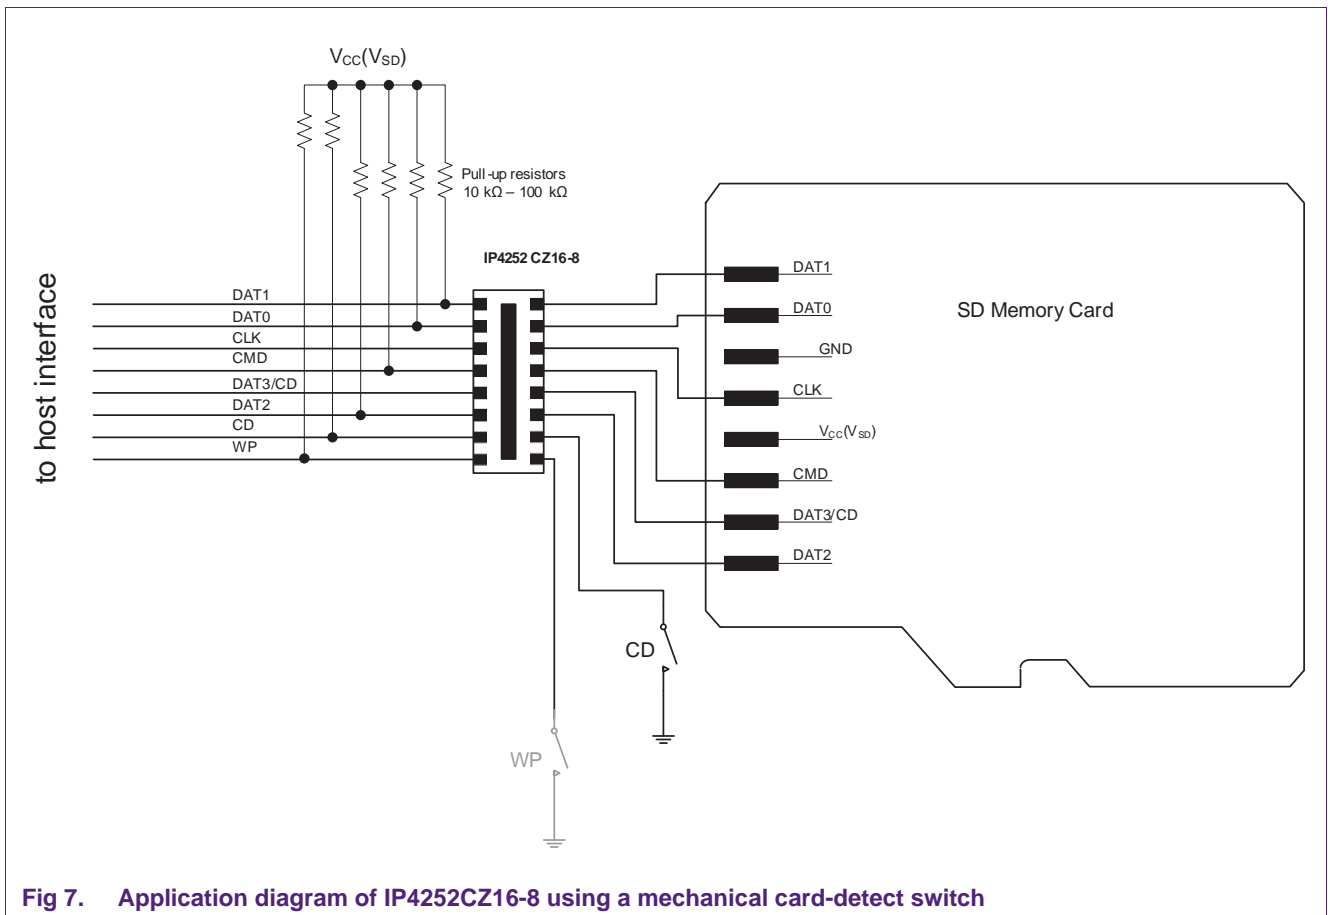 VCC(VSD)
Pull-up resistors
10 kΩ – 100 kΩ
IP4252 CZ16-8
to host interface
DAT1
DAT0
CLK
CMD
DAT3/CD
DAT2
CD
WP
DAT1
DAT0
GND
CLK
VCC(VSD)
CMD
DAT3/CD
DAT2
SD Memory Card
CD
WP
Fig 7. Application diagram of IP4252CZ16-8 using a mechanical card-detect switch